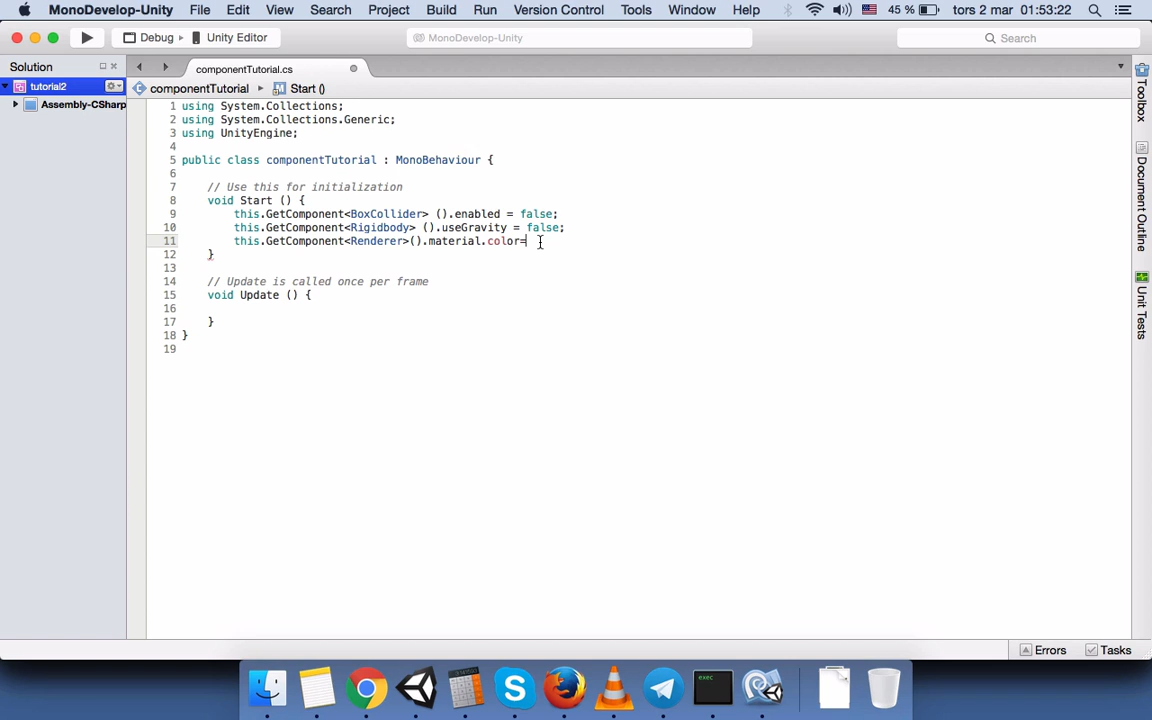 MonoDevelop-Unity File Edit View Search Project Build Run Version Control Tools Window Help 45 % tors 2 mar 01:53:22
Debug Unity Editor MonoDevelop-Unity Search
Solution
componentTutorial.cs
tutorial2
componentTutorial Start ()
Assembly-CSharp
1 using System.Collections;
2 using System.Collections.Generic;
3 using UnityEngine;
4
5 public class componentTutorial : MonoBehaviour {
6
7 // Use this for initialization
8 void Start () {
9 this.GetComponent<BoxCollider> ().enabled = false;
10 this.GetComponent<Rigidbody> ().useGravity = false;
11 this.GetComponent<Renderer>().material.color=
12 }
13
14 // Update is called once per frame
15 void Update () {
16
17 }
18 }
19
Toolbox
Document Outline
Unit Tests
Errors Tasks
exec